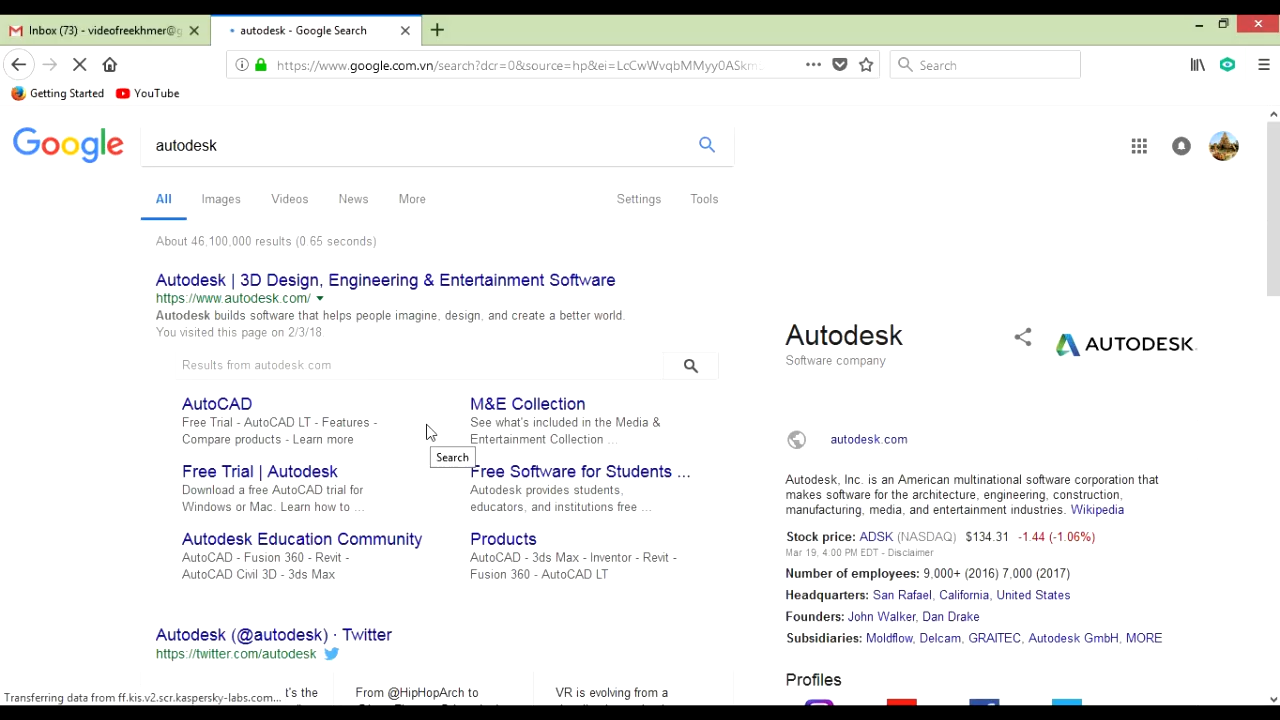 Inbox (73) - videofreekhmer@g
autodesk - Google Search
https://www.google.com.vn/search?dcr=0&source=hp&ei=LcCwWvqbMMyy0ASkm
Search
Getting Started
YouTube
Google
autodesk
All Images Videos News More Settings Tools
About 46,100,000 results (0 65 seconds)
Autodesk | 3D Design, Engineering & Entertainment Software
https://www.autodesk.com/
Autodesk builds software that helps people imagine, design, and create a better world.
You visited this page on 2/3/18
Results from autodesk.com
AutoCAD
Free Trial - AutoCAD LT - Features -
Compare products - Learn more
M&E Collection
See what's included in the Media &
Entertainment Collection ...
Search
Free Trial | Autodesk
Download a free AutoCAD trial for
Windows or Mac. Learn how to ...
Free Software for Students ...
Autodesk provides students,
educators, and institutions free ...
Autodesk Education Community
AutoCAD - Fusion 360 - Revit -
AutoCAD Civil 3D - 3ds Max
Products
AutoCAD - 3ds Max - Inventor - Revit -
Fusion 360 - AutoCAD LT
Autodesk (@autodesk) · Twitter
https://twitter.com/autodesk
't's the
From @HipHopArch to
VR is evolving from a
Transferring data from ff.kis.v2.scr.kaspersky-labs.com...
Autodesk
Software company
AUTODESK.
autodesk.com
Autodesk, Inc. is an American multinational software corporation that
makes software for the architecture, engineering, construction,
manufacturing, media, and entertainment industries. Wikipedia
Stock price: ADSK (NASDAQ) $134.31 -1.44 (-1.06%)
Mar 19, 4:00 PM EDT - Disclaimer
Number of employees: 9,000+ (2016) 7,000 (2017)
Headquarters: San Rafael, California, United States
Founders: John Walker, Dan Drake
Subsidiaries: Moldflow, Delcam, GRAITEC, Autodesk GmbH, MORE
Profiles